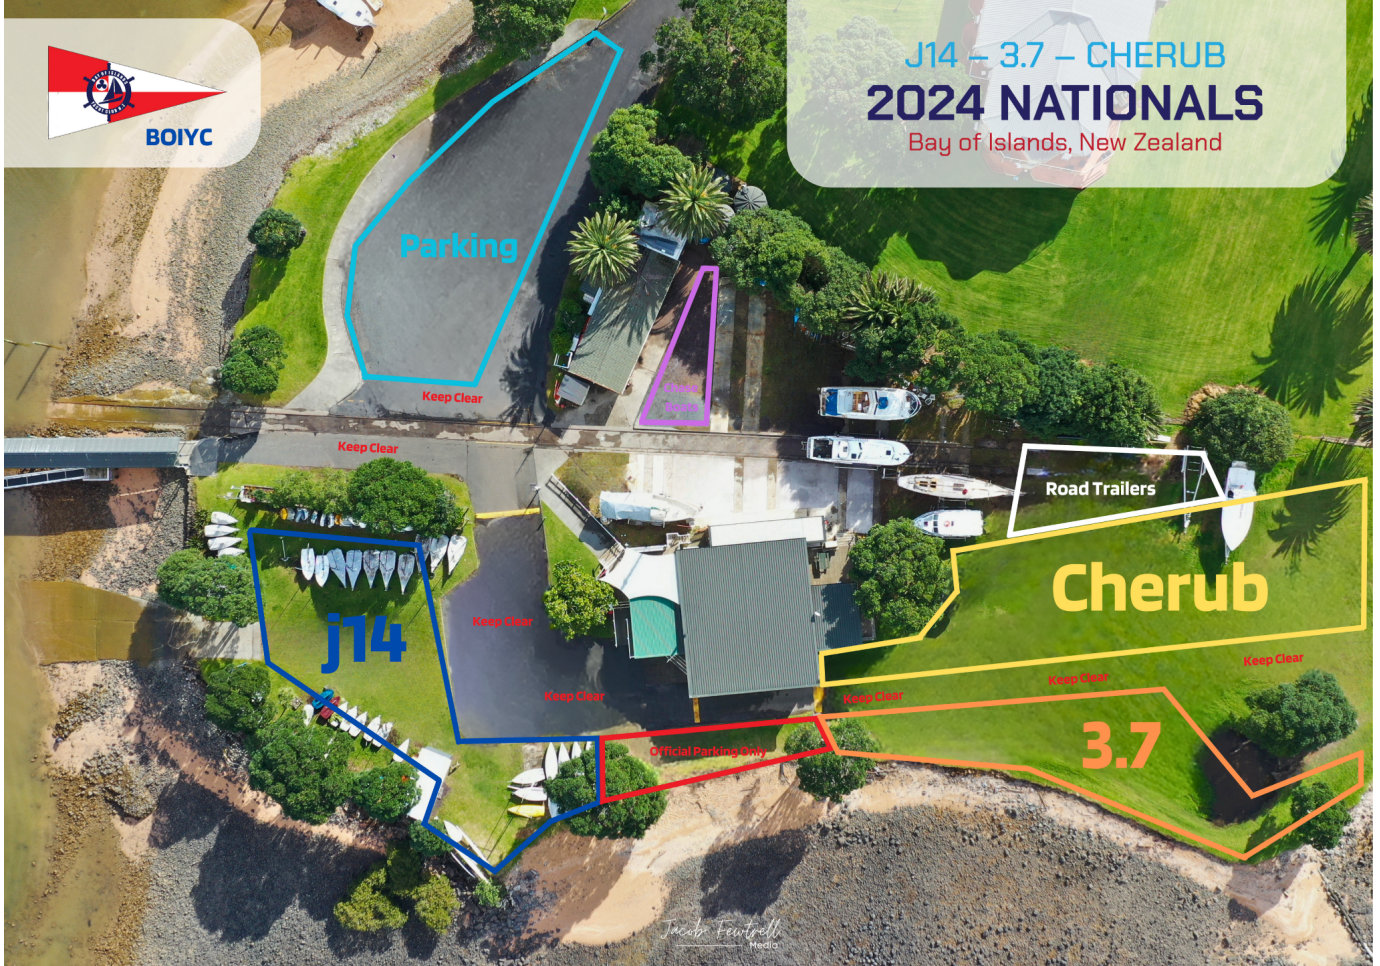 BOIYC
J14 – 3.7 – CHERUB
2024 NATIONALS
Bay of Islands, New Zealand
Parking
Keep Clear
Keep Clear
Road Trailers
Cherub
j14
Keep Clear
Keep Clear
Keep Clear
Keep Clear
Keep Clear
Official Parking Only
3.7
Jacob Fewtrell
Media